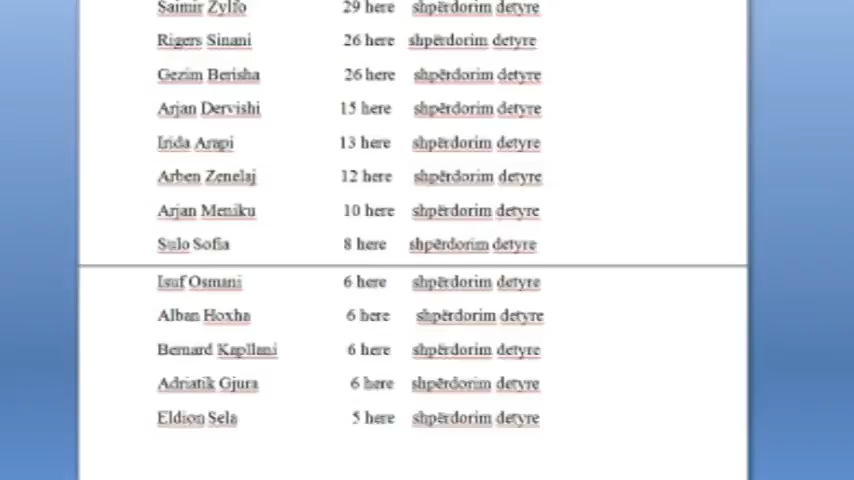 Saimir Zylfo 29 here shpërdorim detyre
Rigers Sinani 26 here shpërdorim detyre
Gezim Berisha 26 here shpërdorim detyre
Arjan Dervishi 15 here shpërdorim detyre
Irida Arapi 13 here shpërdorim detyre
Arben Zenelaj 12 here shpërdorim detyre
Arjan Meniku 10 here shpërdorim detyre
Sulo Sofia 8 here shpërdorim detyre
Isuf Osmani 6 here shpërdorim detyre
Alban Hoxha 6 here shpërdorim detyre
Bernard Kapllani 6 here shpërdorim detyre
Adriatik Gjura 6 here shpërdorim detyre
Eldion Sela 5 here shpërdorim detyre